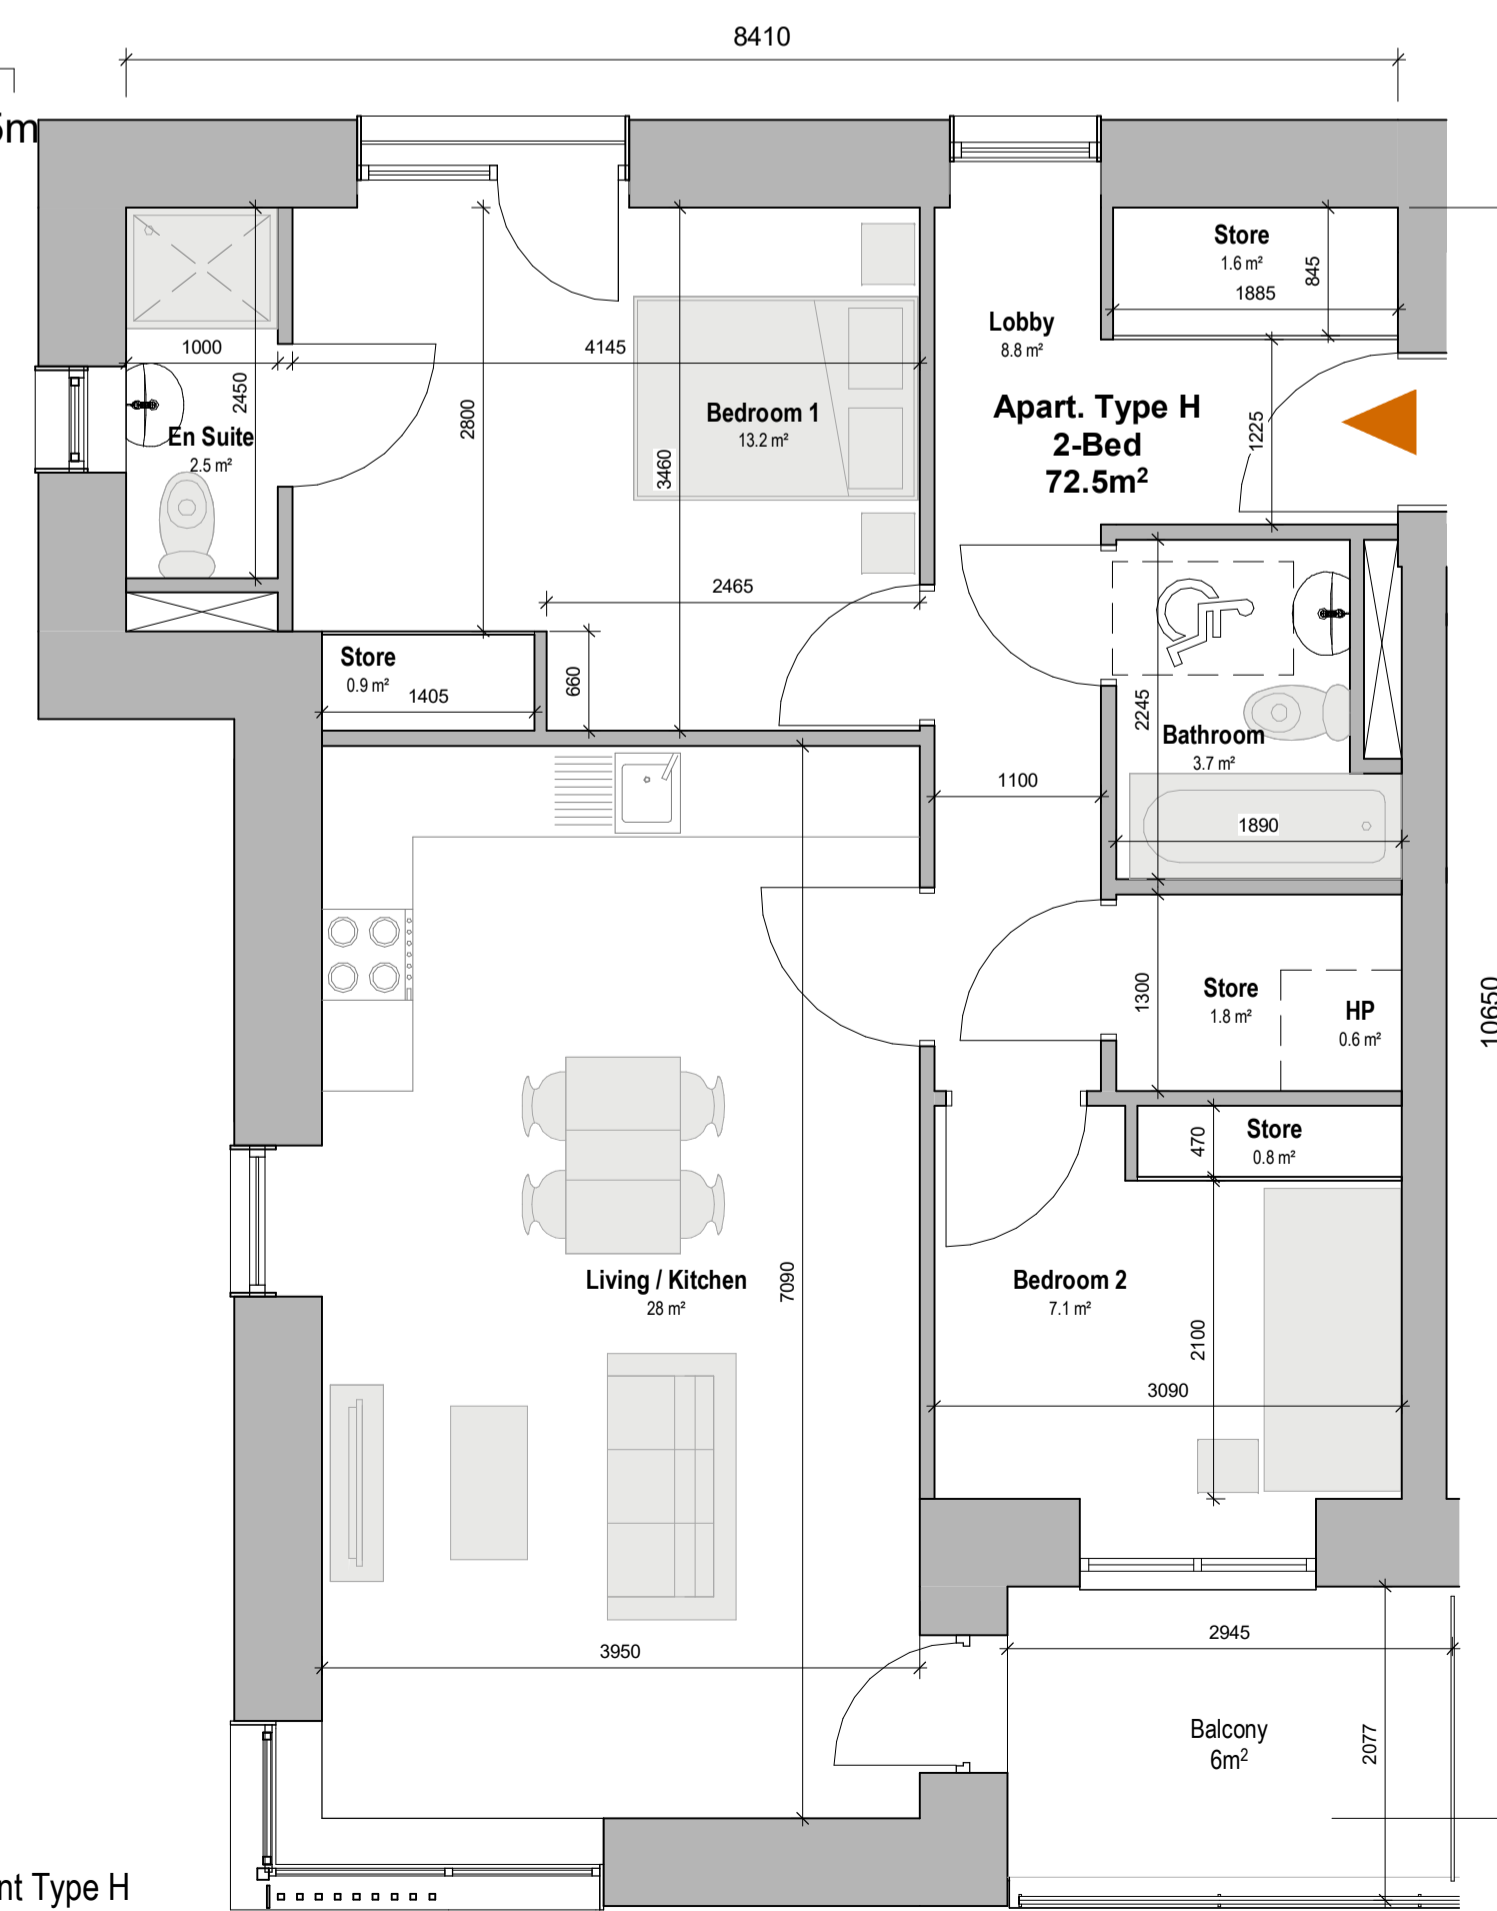 8410
5m
Store
1.6 m²
845
1885
Lobby
8.8 m²
1000
4145
2450
2800
En Suite
2.5 m²
Bedroom 1
13.2 m²
3460
Apart. Type H
2-Bed
72.5m²
1225
2465
Store
0.9 m²
1405
660
2245
Bathroom
3.7 m²
1100
1890
1300
Store
1.8 m²
HP
0.6 m²
10650
470
Store
0.8 m²
Living / Kitchen
28 m²
7090
Bedroom 2
7.1 m²
2100
3090
3950
2945
Balcony
6m²
2077
nt Type H